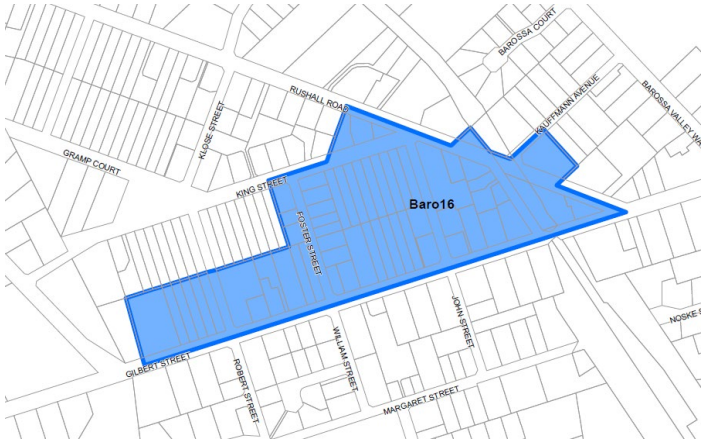 BAROSSA COURT
RUSHALL ROAD
KAUFFMANN AVENUE
BAROSSA VALLEY WA
KLOSE STREET
GRAMP COURT
KING STREET
Baro16
FOSTER STREET
JOHN STREET
NOSKE S
WILLIAM STREET
GILBERT STREET
ROBERT STREET
MARGARET STREET